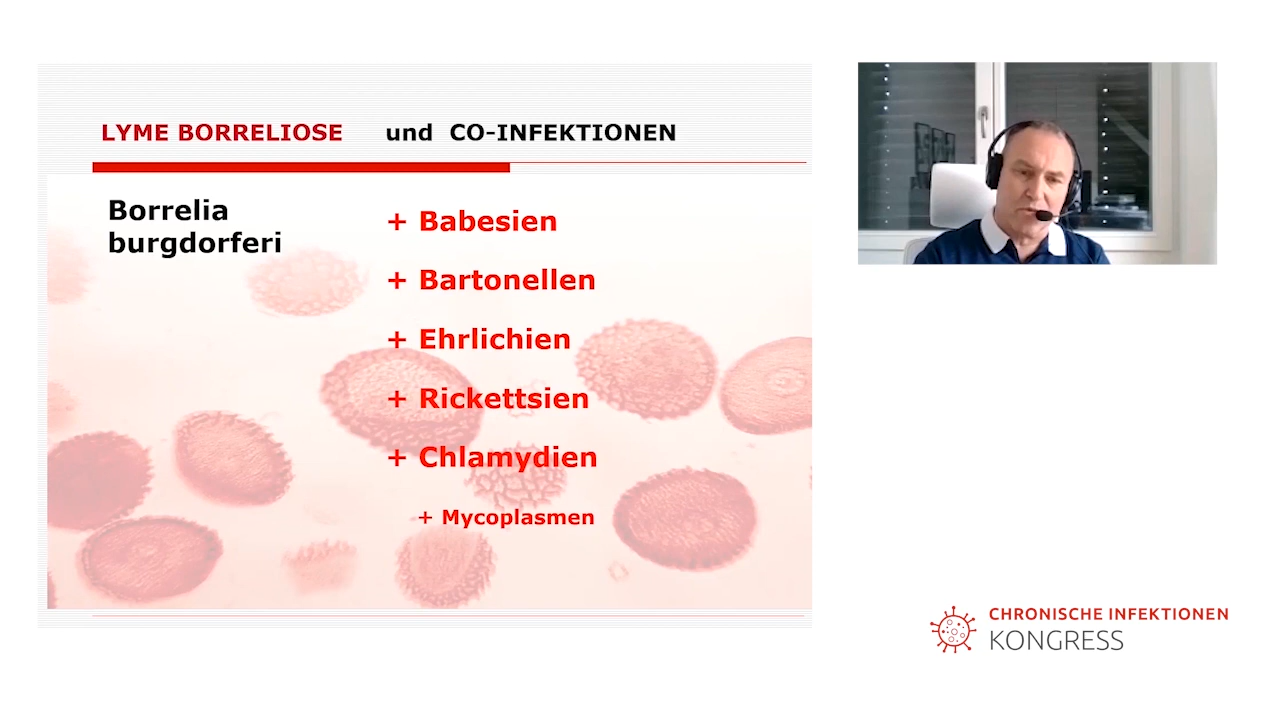 LYME BORRELIOSE und CO-INFEKTIONEN
Borrelia
burgdorferi
+ Babesien
+ Bartonellen
+ Ehrlichien
+ Rickettsien
+ Chlamydien
+ Mycoplasmen
CHRONISCHE INFEKTIONEN
KONGRESS